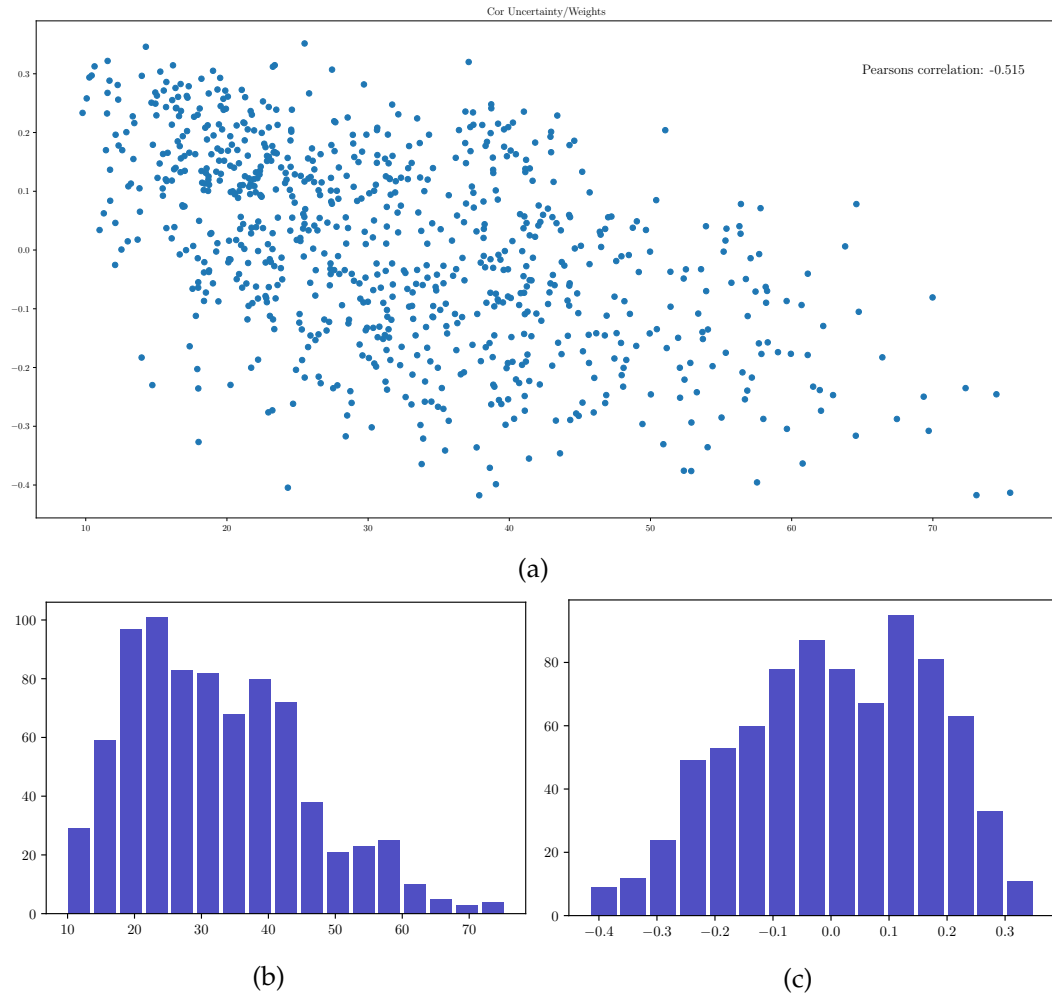 Cor Uncertainty/Weights
Pearsons correlation: -0.515
0.3
0.2
0.1
0.0
−0.1
−0.2
−0.3
−0.4
10 20 30 40 50 60 70
(a)
100
80
60
40
20
0
10 20 30 40 50 60 70
(b)
80
60
40
20
0
−0.4 −0.3 −0.2 −0.1 0.0 0.1 0.2 0.3
(c)